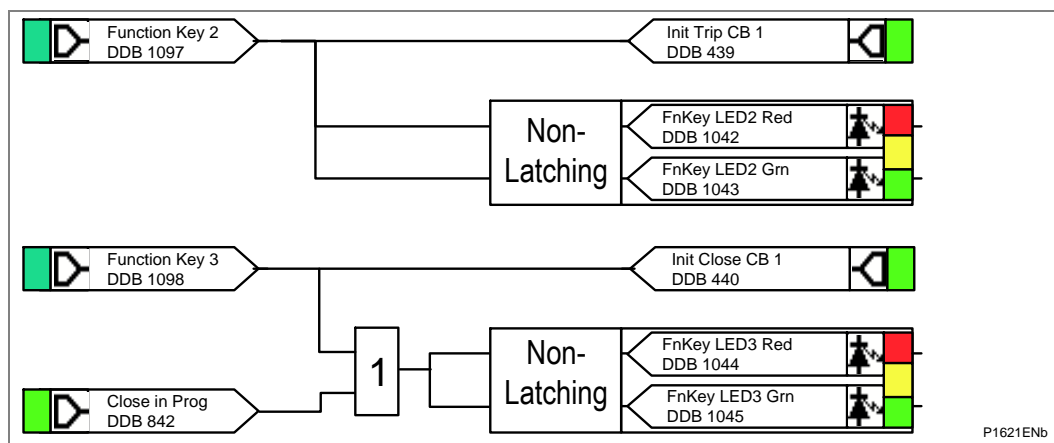 Function Key 2
DDB 1097
Init Trip CB 1
DDB 439
Non-
Latching
FnKey LED2 Red
DDB 1042
FnKey LED2 Grn
DDB 1043
Function Key 3
DDB 1098
Init Close CB 1
DDB 440
1
Non-
Latching
FnKey LED3 Red
DDB 1044
FnKey LED3 Grn
DDB 1045
Close in Prog
DDB 842
P1621ENb